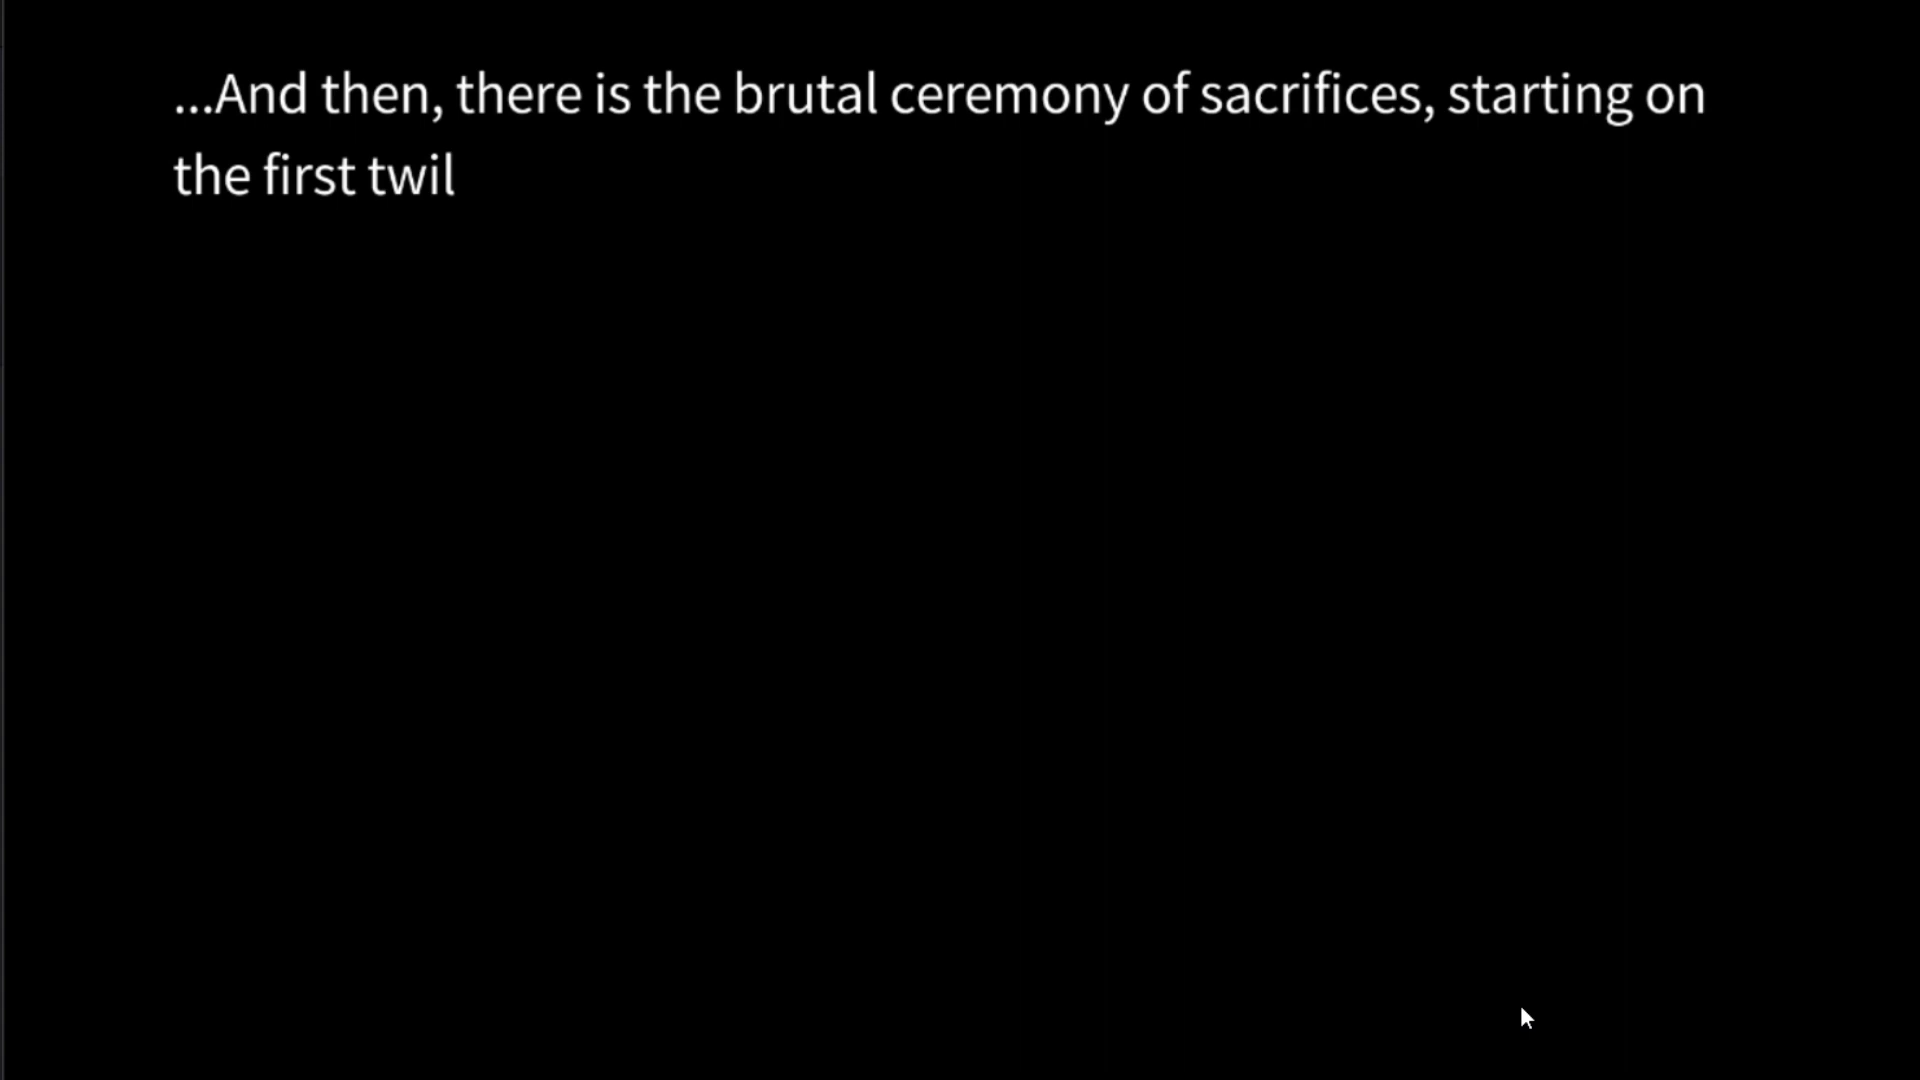 ...And then, there is the brutal ceremony of sacrifices, starting on
the first twil